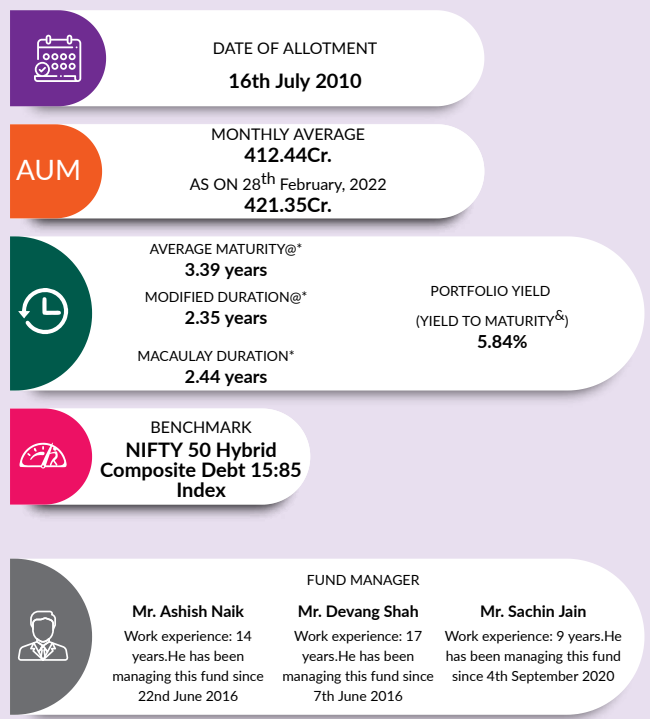 DATE OF ALLOTMENT
16th July 2010
AUM
MONTHLY AVERAGE
412.44Cr.
AS ON 28th February, 2022
421.35Cr.
AVERAGE MATURITY@*
3.39 years
MODIFIED DURATION@*
2.35 years
MACAULAY DURATION*
2.44 years
PORTFOLIO YIELD
(YIELD TO MATURITY&)
5.84%
BENCHMARK
NIFTY 50 Hybrid
Composite Debt 15:85
Index
FUND MANAGER
Mr. Ashish Naik
Work experience: 14
years.He has been
managing this fund since
22nd June 2016
Mr. Devang Shah
Work experience: 17
years.He has been
managing this fund since
7th June 2016
Mr. Sachin Jain
Work experience: 9 years.He
has been managing this fund
since 4th September 2020